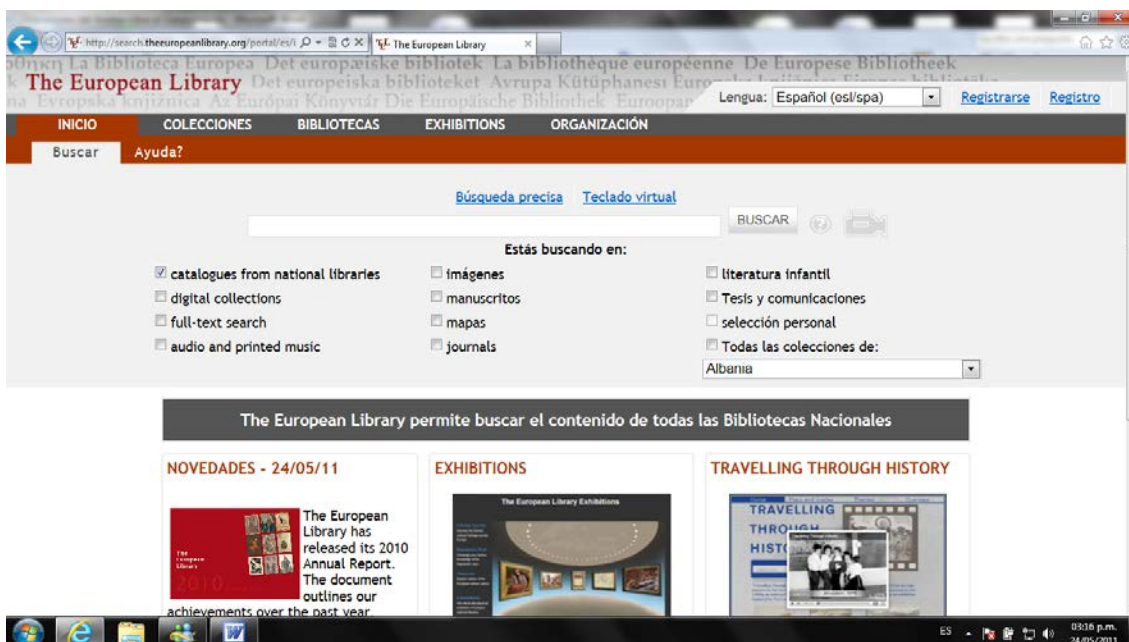 http://search.theeuropeanlibrary.org/portal/es/i
The European Library
La Biblioteca Europea Det europæiske bibliotek La bibliothèque européenne De Europese Bibliotheek
The European Library Det europeiska biblioteket Avrupa Kütüphanesi
Evropska knjižnica Az Európai Könyvtár Die Europäische Bibliothek
Lengua: Español (esl/spa) Registrarse Registro
INICIO COLECCIONES BIBLIOTECAS EXHIBITIONS ORGANIZACIÓN
Buscar Ayuda?
Búsqueda precisa Teclado virtual
BUSCAR
Estás buscando en:
catalogues from national libraries imágenes literatura infantil
digital collections manuscritos Tesis y comunicaciones
full-text search mapas selección personal
audio and printed music journals Todas las colecciones de:
Albania
The European Library permite buscar el contenido de todas las Bibliotecas Nacionales
NOVEDADES - 24/05/11 EXHIBITIONS TRAVELLING THROUGH HISTORY
The European
Library has
released its 2010
Annual Report.
The document
outlines our
achievements over the past year.
The European Library
2010
The European Library Exhibitions
TRAVELLING
THROUGH
HIST
ES 03:16 p.m.
24/05/2011